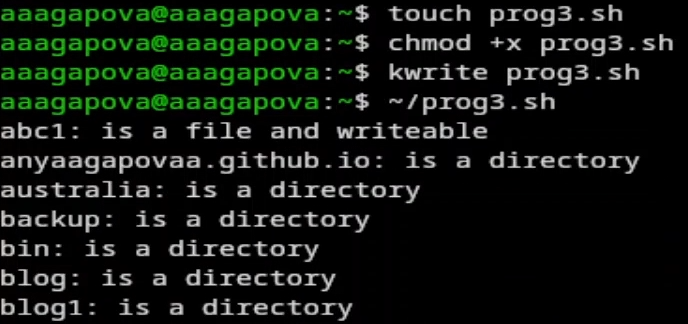 aaagapova@aaagapova:~$ touch prog3.sh
aaagapova@aaagapova:~$ chmod +x prog3.sh
aaagapova@aaagapova:~$ kwrite prog3.sh
aaagapova@aaagapova:~$ ~/prog3.sh
abc1: is a file and writeable
anyaagapovaa.github.io: is a directory
australia: is a directory
backup: is a directory
bin: is a directory
blog: is a directory
blog1: is a directory